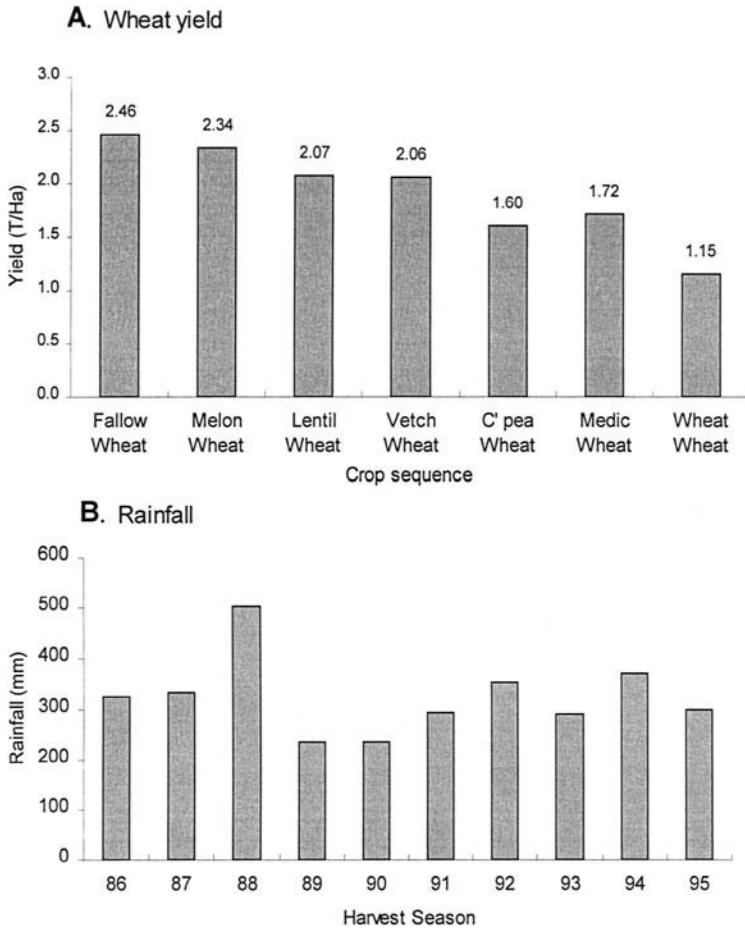 A. Wheat yield
3.0
2.5
2.0
1.5
1.0
0.5
0.0
Yield (T/Ha)
2.46
2.34
2.07
2.06
1.60
1.72
1.15
Fallow Melon Lentil Vetch C' pea Medic Wheat
Wheat Wheat Wheat Wheat Wheat Wheat Wheat
Crop sequence
B. Rainfall
600
500
400
300
200
100
0
Rainfall (mm)
86 87 88 89 90 91 92 93 94 95
Harvest Season